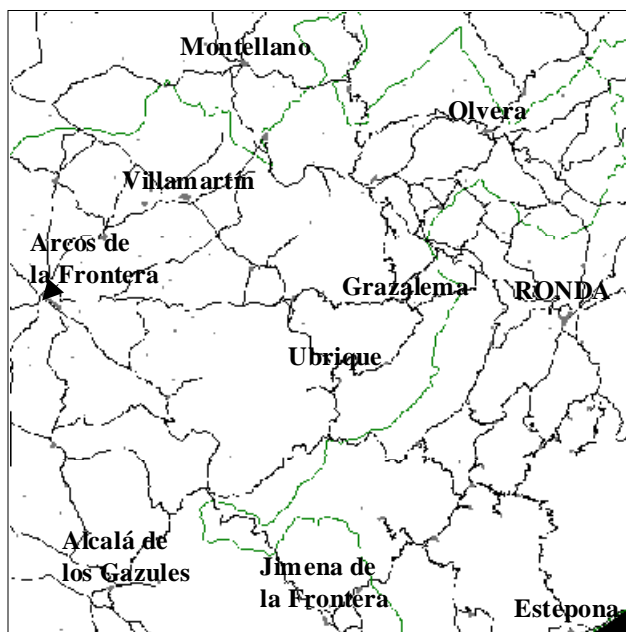 Montellano
Olvera
Villamartín
Arcos de
la Frontera
Grazalema
RONDA
Ubrique
Alcalá de
los Gazules
Jimena de
la Frontera
Estepona